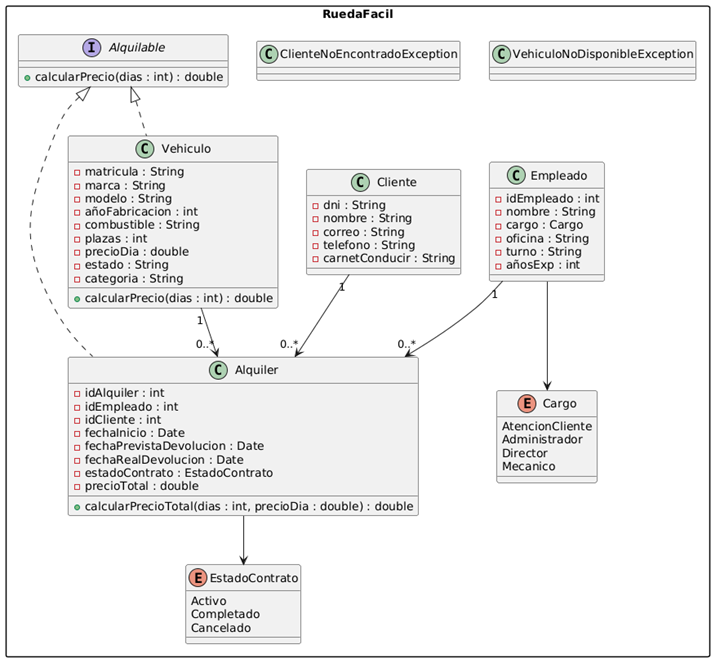 RuedaFacil
I Alquilable
calcularPrecio(dias : int) : double
C ClienteNoEncontradoException
C VehiculoNoDisponibleException
C Vehiculo
matricula : String
marca : String
modelo : String
añoFabricacion : int
combustible : String
plazas : int
precioDia : double
estado : String
categoria : String
calcularPrecio(dias : int) : double
C Cliente
dni : String
nombre : String
correo : String
telefono : String
carnetConducir : String
C Empleado
idEmpleado : int
nombre : String
cargo : Cargo
oficina : String
turno : String
añosExp : int
1
1
1
0..*
0..*
0..*
C Alquiler
idAlquiler : int
idEmpleado : int
idCliente : int
fechaInicio : Date
fechaPrevistaDevolucion : Date
fechaRealDevolucion : Date
estadoContrato : EstadoContrato
precioTotal : double
calcularPrecioTotal(dias : int, precioDia : double) : double
E Cargo
AtencionCliente
Administrador
Director
Mecanico
E EstadoContrato
Activo
Completado
Cancelado